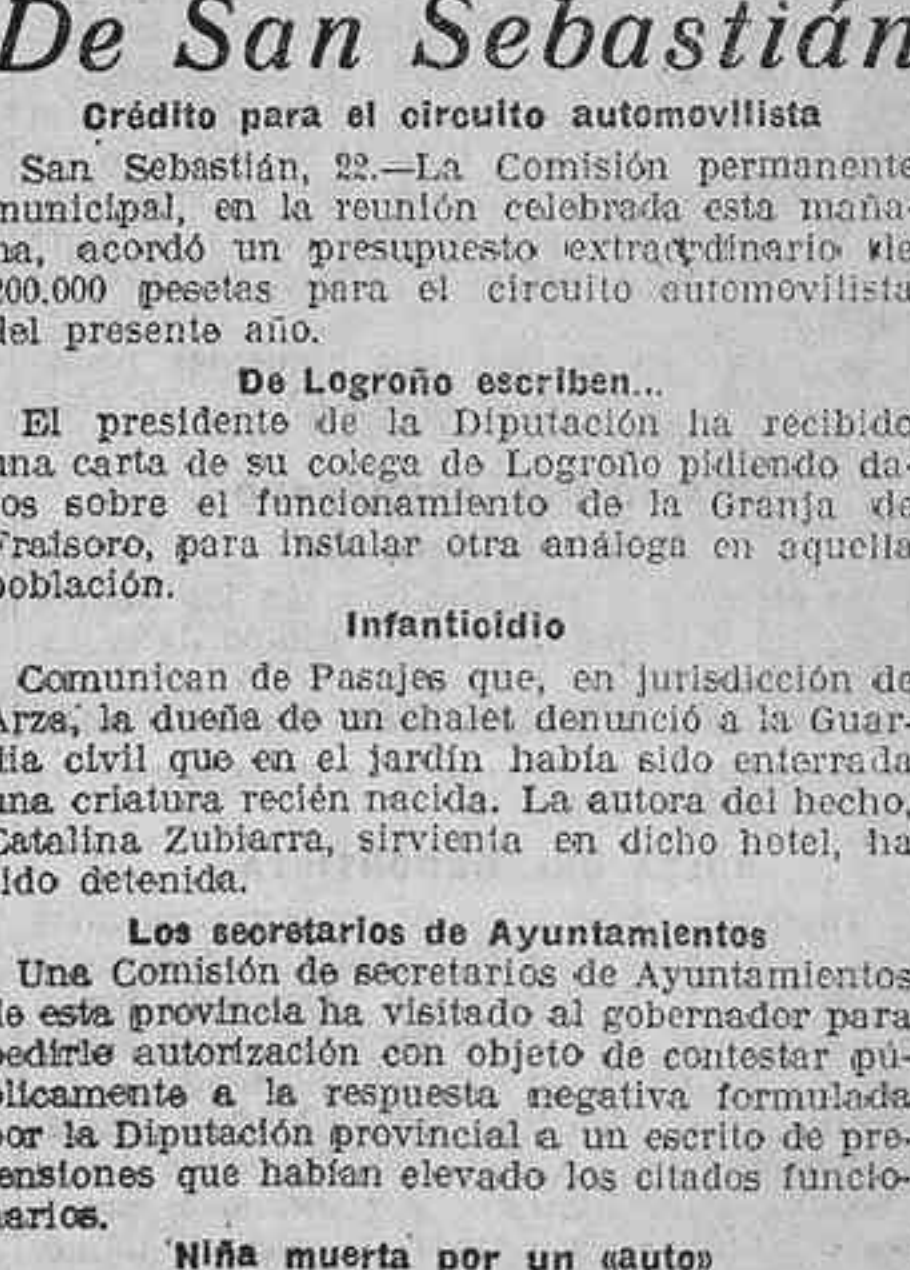 De San Sebastián
Crédito para el circuito automovilista
San Sebastián, 22.—La Comisión permanente
municipal, en la reunión celebrada esta maña-
na, acordó un presupuesto extraordinario de
200.000 pesetas para el circuito automovilista
del presente año.
De Logroño escriben...
El presidente de la Diputación ha recibido
una carta de su colega de Logroño pidiendo da-
tos sobre el funcionamiento de la Granja de
Fraisoro, para instalar otra análoga en aquella
población.
Infanticidio
Comunican de Pasajes que, en jurisdicción de
Arza, la dueña de un chalet denunció a la Guar-
dia civil que en el jardín había sido enterrada
una criatura recién nacida. La autora del hecho,
Catalina Zubiarra, sirvienta en dicho hotel, ha
sido detenida.
Los secretarios de Ayuntamientos
Una Comisión de secretarios de Ayuntamientos
de esta provincia ha visitado al gobernador para
pedirle autorización con objeto de contestar pú-
blicamente a la respuesta negativa formulada
por la Diputación provincial a un escrito de pre-
tensiones que habían elevado los citados funcio-
narios.
Niña muerta por un «auto»